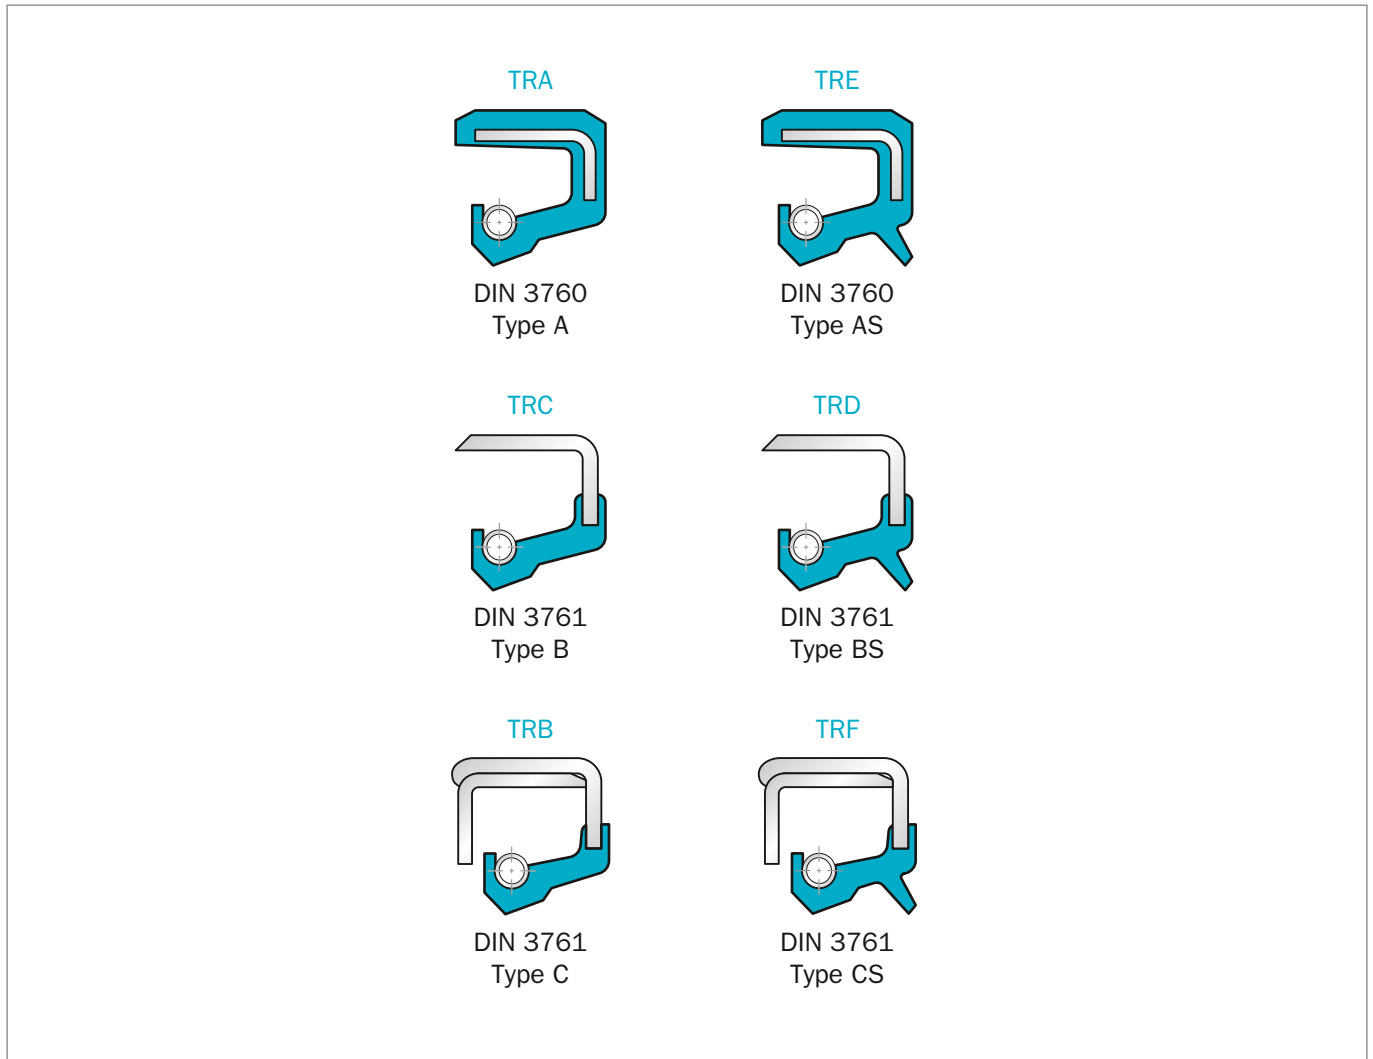 TRA
TRE
DIN 3760
Type A
DIN 3760
Type AS
TRC
TRD
DIN 3761
Type B
DIN 3761
Type BS
TRB
TRF
DIN 3761
Type C
DIN 3761
Type CS